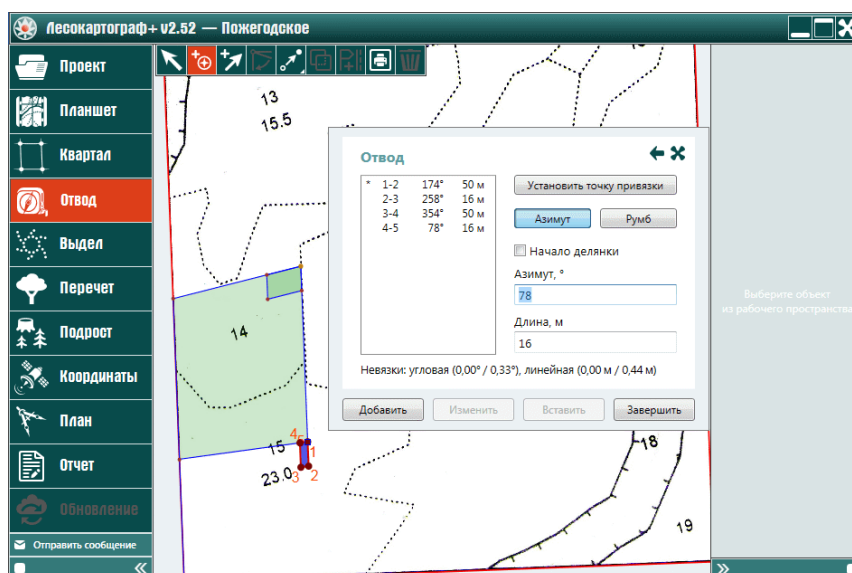 Лесокартограф+ v2.52 — Пожегодское
Проект
Планшет
Квартал
Отвод
Выдел
Перечет
Подрост
Координаты
План
Отчет
Обновление
Отправить сообщение
13
15.5
14
15
23.0
4
1
3
2
18
19
Отвод
* 1-2 174° 50 м
2-3 258° 16 м
3-4 354° 50 м
4-5 78° 16 м
Установить точку привязки
Азимут Румб
Начало делянки
Азимут, °
78
Длина, м
16
Невязки: угловая (0,00° / 0,33°), линейная (0,00 м / 0,44 м)
Добавить Изменить Вставить Завершить
Выберите объект
из рабочего пространства